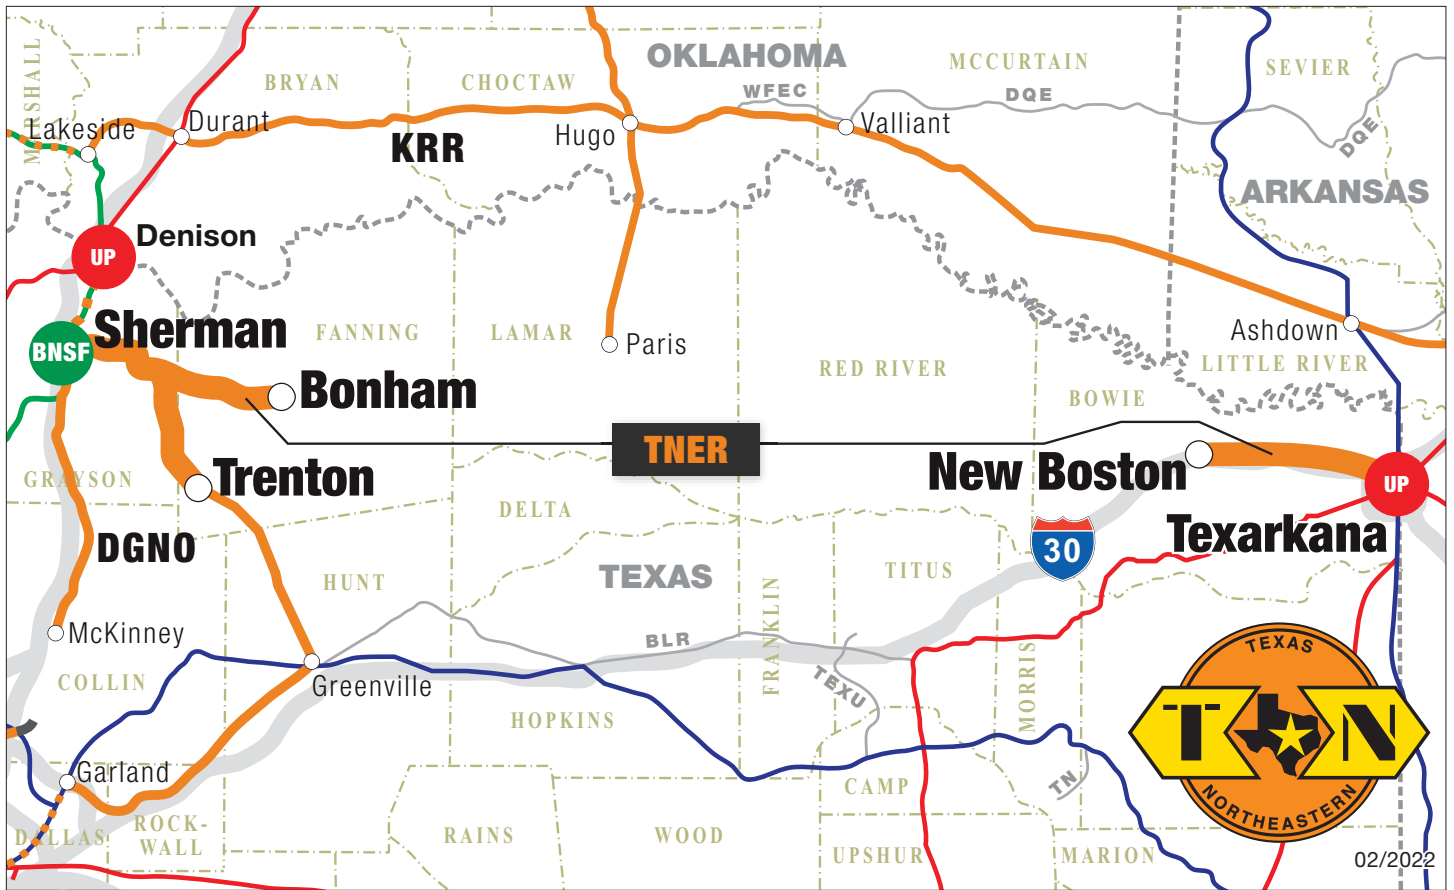 OKLAHOMA
MCCURTAIN
SEVIER
MARSHALL
BRYAN
CHOCTAW
WFEC
DQE
Lakeside
Durant
Hugo
Valliant
DQE
KRR
ARKANSAS
Denison
UP
Sherman
BNSF
FANNING
LAMAR
Paris
RED RIVER
Ashdown
LITTLE RIVER
Bonham
BOWIE
TNER
GRAYSON
Trenton
New Boston
UP
DELTA
Texarkana
DGNO
30
HUNT
TEXAS
TITUS
FRANKLIN
McKinney
BLR
COLLIN
Greenville
TEXU
MORRIS
HOPKINS
TEXAS
T N
NORTHEASTERN
Garland
CAMP
TN
DALLAS
ROCK-
WALL
RAINS
WOOD
UPSHUR
MARION
02/2022